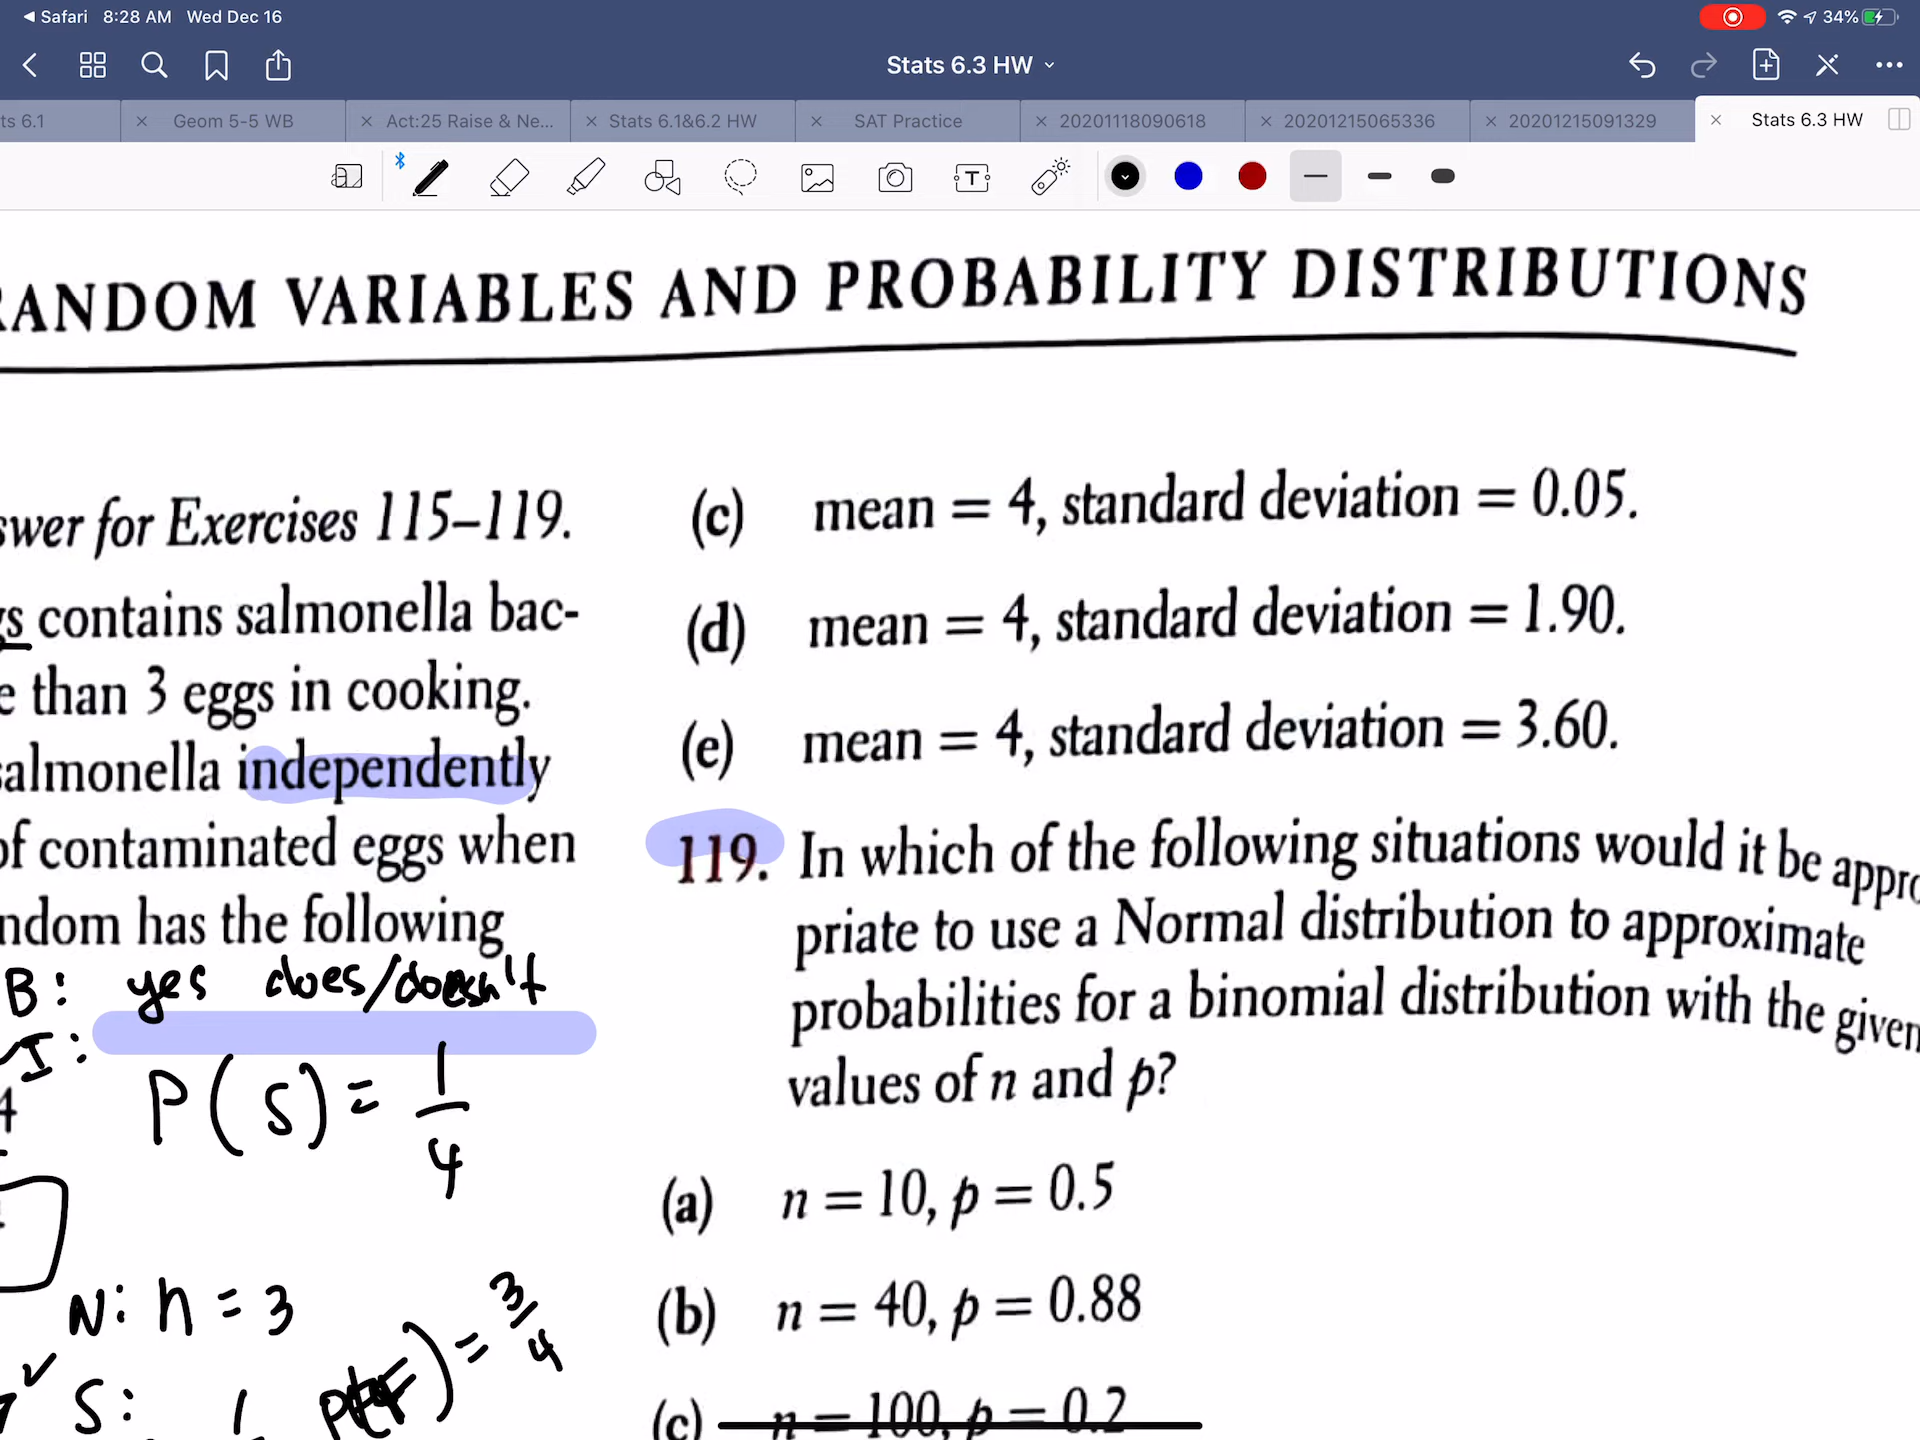 Safari 8:28 AM Wed Dec 16
34%
Stats 6.3 HW
ts 6.1
Geom 5-5 WB
Act:25 Raise & Ne...
Stats 6.1&6.2 HW
SAT Practice
20201118090618
20201215065336
20201215091329
Stats 6.3 HW
RANDOM VARIABLES AND PROBABILITY DISTRIBUTIONS
swer for Exercises 115–119.
gs contains salmonella bac-
e than 3 eggs in cooking.
salmonella independently
of contaminated eggs when
ndom has the following
B: yes does/doesn't
I:
P(S) = 1/4
4
N: n = 3
S:
= 3/4
(c) mean = 4, standard deviation = 0.05.
(d) mean = 4, standard deviation = 1.90.
(e) mean = 4, standard deviation = 3.60.
119. In which of the following situations would it be appro
priate to use a Normal distribution to approximate
probabilities for a binomial distribution with the given
values of n and p?
(a) n = 10, p = 0.5
(b) n = 40, p = 0.88
(c) n = 100, p = 0.2